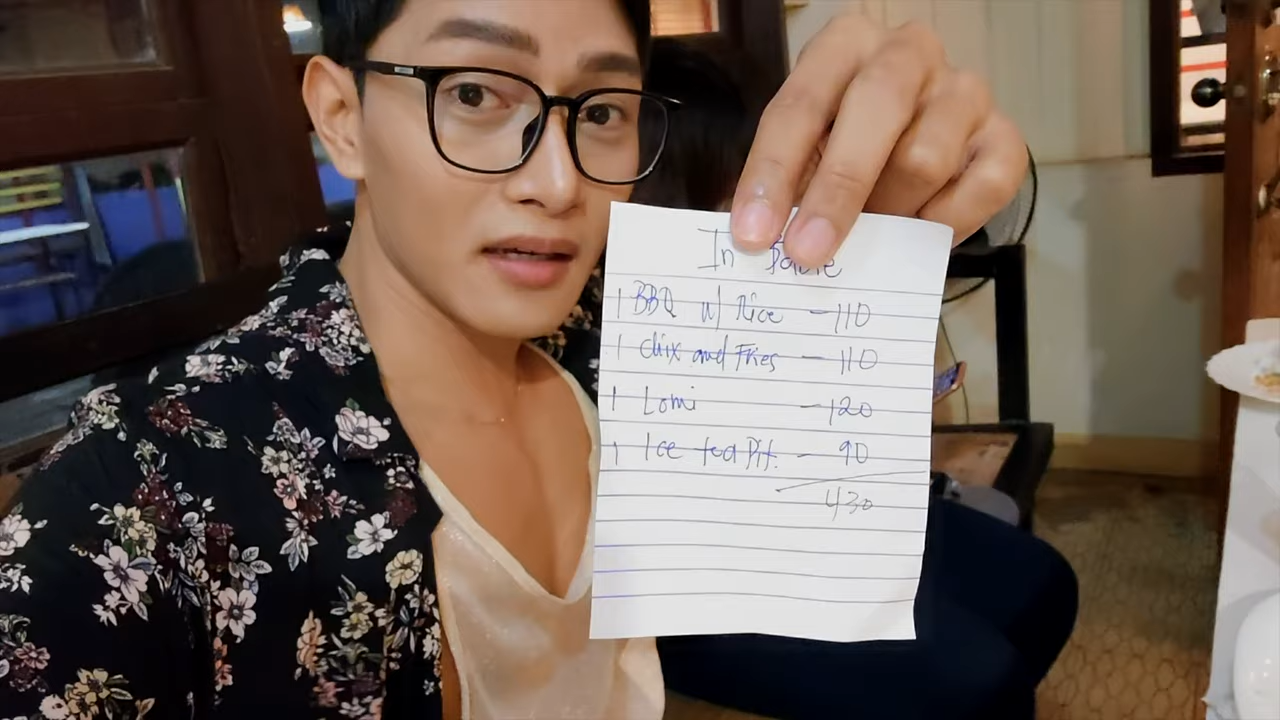 In
1 BBQ w/ Rice - 110
1 chix and Fries - 110
1 Lomi - 120
1 Ice tea Pit. - 90
430